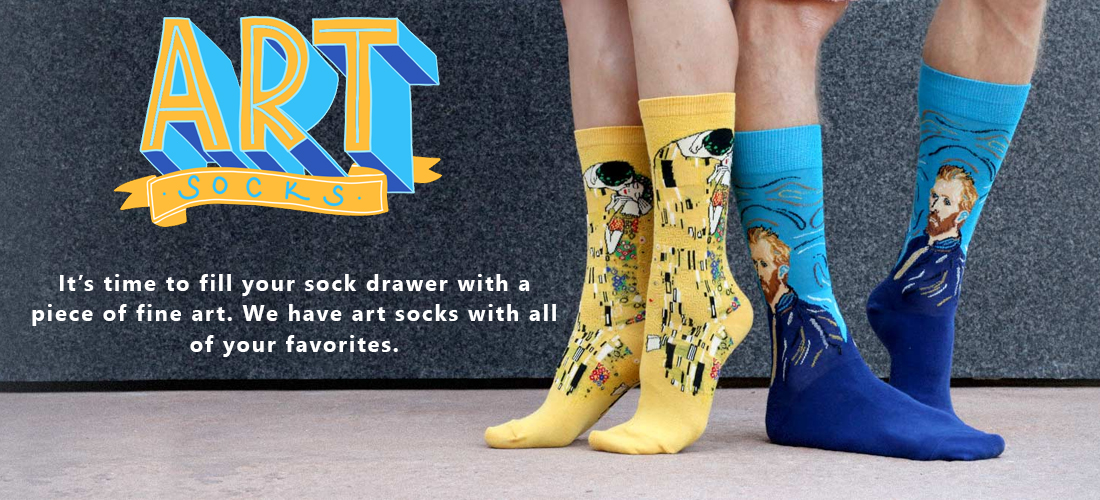 ART
SOCKS
It’s time to fill your sock drawer with a
piece of fine art. We have art socks with all
of your favorites.